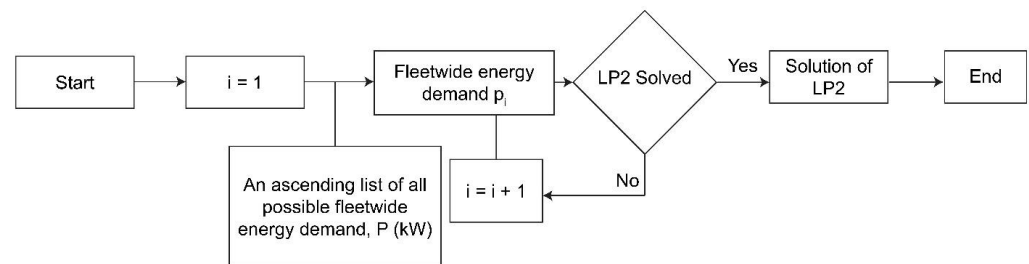 Start
i = 1
Fleetwide energy
demand pᵢ
LP2 Solved
Yes
Solution of
LP2
End
An ascending list of all
possible fleetwide
energy demand, P (kW)
i = i + 1
No